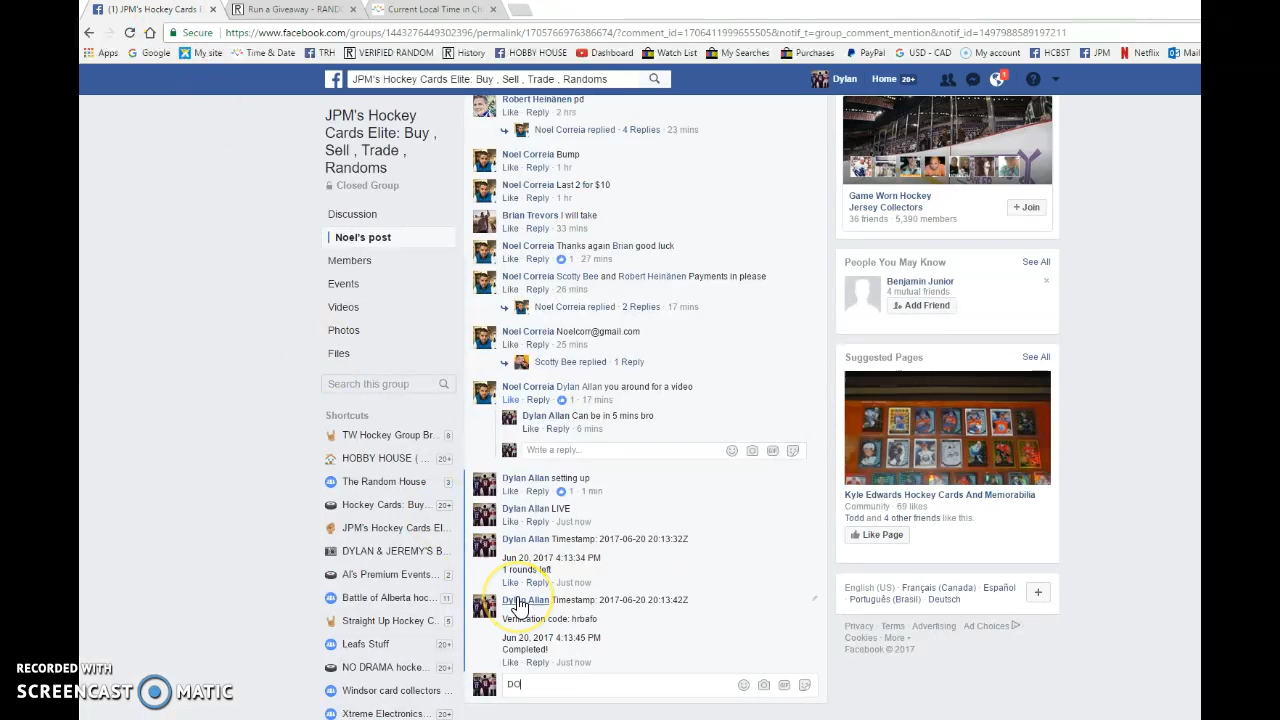 (1) JPM's Hockey Cards E
Run a Giveaway - RAND
Current Local Time in Ch
Secure
https://www.facebook.com/groups/1443276449302396/permalink/1705766976386674/?comment_id=1706411999655505&notif_t=group_comment_mention&notif_id=1497988589197211
Apps
Google
My site
Time & Date
TRH
VERIFIED RANDOM
History
HOBBY HOUSE
Dashboard
Watch List
My Searches
Purchases
PayPal
USD - CAD
My account
HCBST
JPM
Netflix
Mail
JPM's Hockey Cards Elite: Buy , Sell , Trade , Randoms
Dylan
Home 20+
1
JPM's Hockey
Cards Elite: Buy ,
Sell , Trade ,
Randoms
Closed Group
Discussion
Noel's post
Members
Events
Videos
Photos
Files
Search this group
Shortcuts
TW Hockey Group Br... 8
HOBBY HOUSE ( ... 20+
The Random House 3
Hockey Cards: Buy... 20+
JPM's Hockey Cards El...
DYLAN & JEREMY'S B...
Al's Premium Events... 2
Battle of Alberta hoc... 11
Straight Up Hockey C... 5
Leafs Stuff 20+
NO DRAMA hocke... 20+
Windsor card collectors ...
Xtreme Electronics... 20+
Robert Heinänen pd
Like · Reply · 2 hrs
Noel Correia replied · 4 Replies · 23 mins
Noel Correia Bump
Like · Reply · 1 hr
Noel Correia Last 2 for $10
Like · Reply · 1 hr
Brian Trevors I will take
Like · Reply · 33 mins
Noel Correia Thanks again Brian good luck
Like · Reply · 1 · 27 mins
Noel Correia Scotty Bee and Robert Heinänen Payments in please
Like · Reply · 26 mins
Noel Correia replied · 2 Replies · 17 mins
Noel Correia Noelcorr@gmail.com
Like · Reply · 25 mins
Scotty Bee replied · 1 Reply
Noel Correia Dylan Allan you around for a video
Like · Reply · 1 · 17 mins
Dylan Allan Can be in 5 mins bro
Like · Reply · 6 mins
Write a reply...
Dylan Allan setting up
Like · Reply · 1 · 1 min
Dylan Allan LIVE
Like · Reply · Just now
Dylan Allan Timestamp: 2017-06-20 20:13:32Z
Jun 20, 2017 4:13:34 PM
1 rounds left
Like · Reply · Just now
Dylan Allan Timestamp: 2017-06-20 20:13:42Z
Verification code: hrbafo
Jun 20, 2017 4:13:45 PM
Completed!
Like · Reply · Just now
DO
Game Worn Hockey
Jersey Collectors
36 friends · 5,390 members
+ Join
People You May Know
See All
Benjamin Junior
4 mutual friends
Add Friend
Suggested Pages
See All
Kyle Edwards Hockey Cards And Memorabilia
Community · 69 likes
Todd and 4 other friends like this.
Like Page
English (US) · Français (Canada) · Español ·
Português (Brasil) · Deutsch
Privacy · Terms · Advertising · Ad Choices
Cookies · More
Facebook © 2017
RECORDED WITH
SCREENCAST MATIC